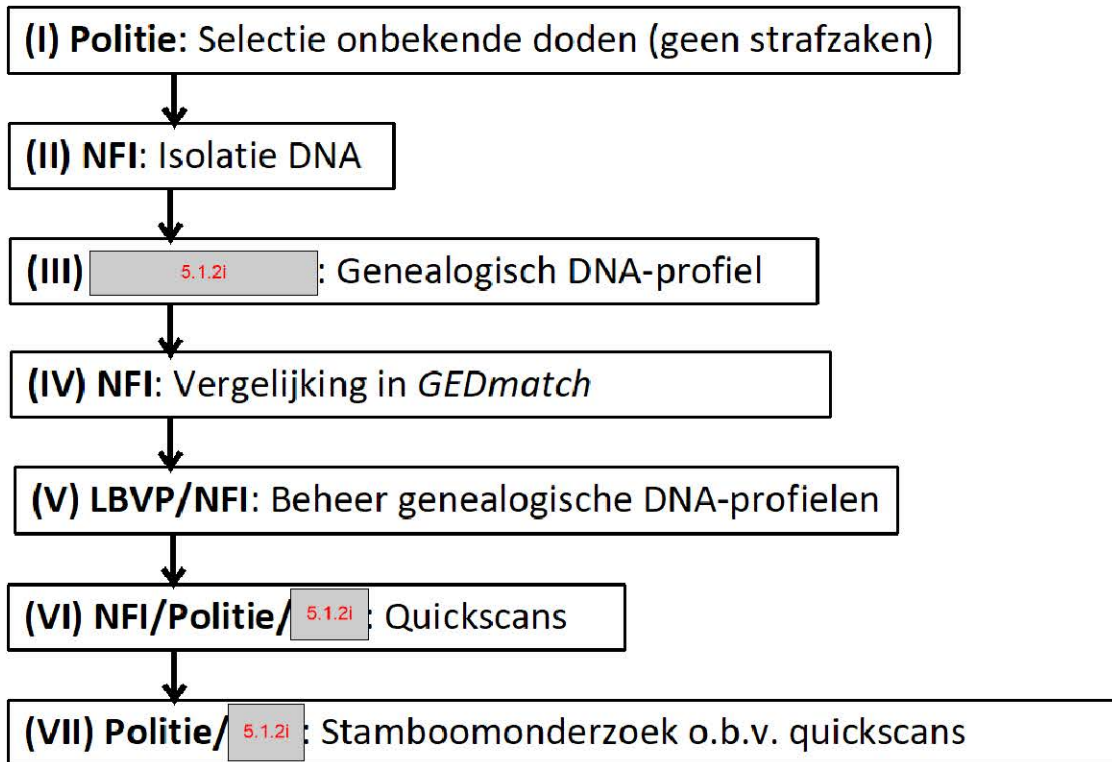 (I) Politie: Selectie onbekende doden (geen strafzaken)
(II) NFI: Isolatie DNA
(III) 5.1.2i : Genealogisch DNA-profiel
(IV) NFI: Vergelijking in GEDmatch
(V) LBVP/NFI: Beheer genealogische DNA-profielen
(VI) NFI/Politie/ 5.1.2i : Quickscans
(VII) Politie/ 5.1.2i : Stamboomonderzoek o.b.v. quickscans